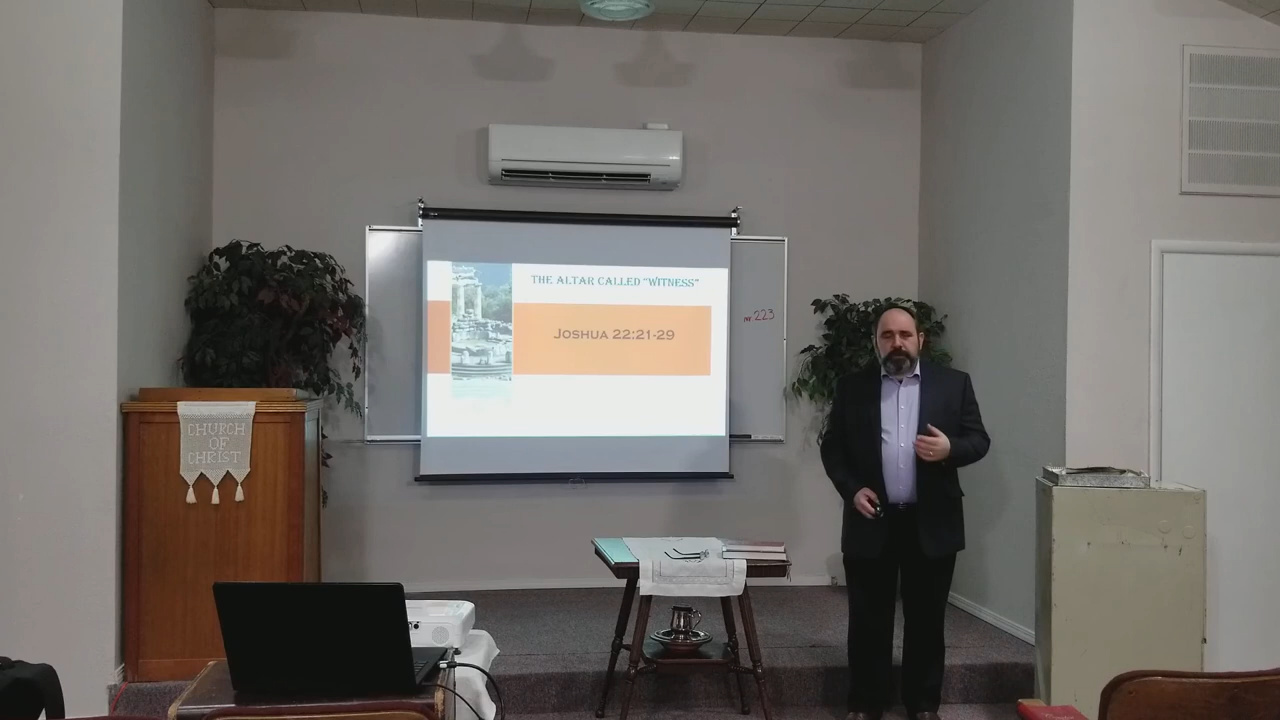 THE ALTAR CALLED "WITNESS"
JOSHUA 22:21-29
223
CHURCH
OF
CHRIST